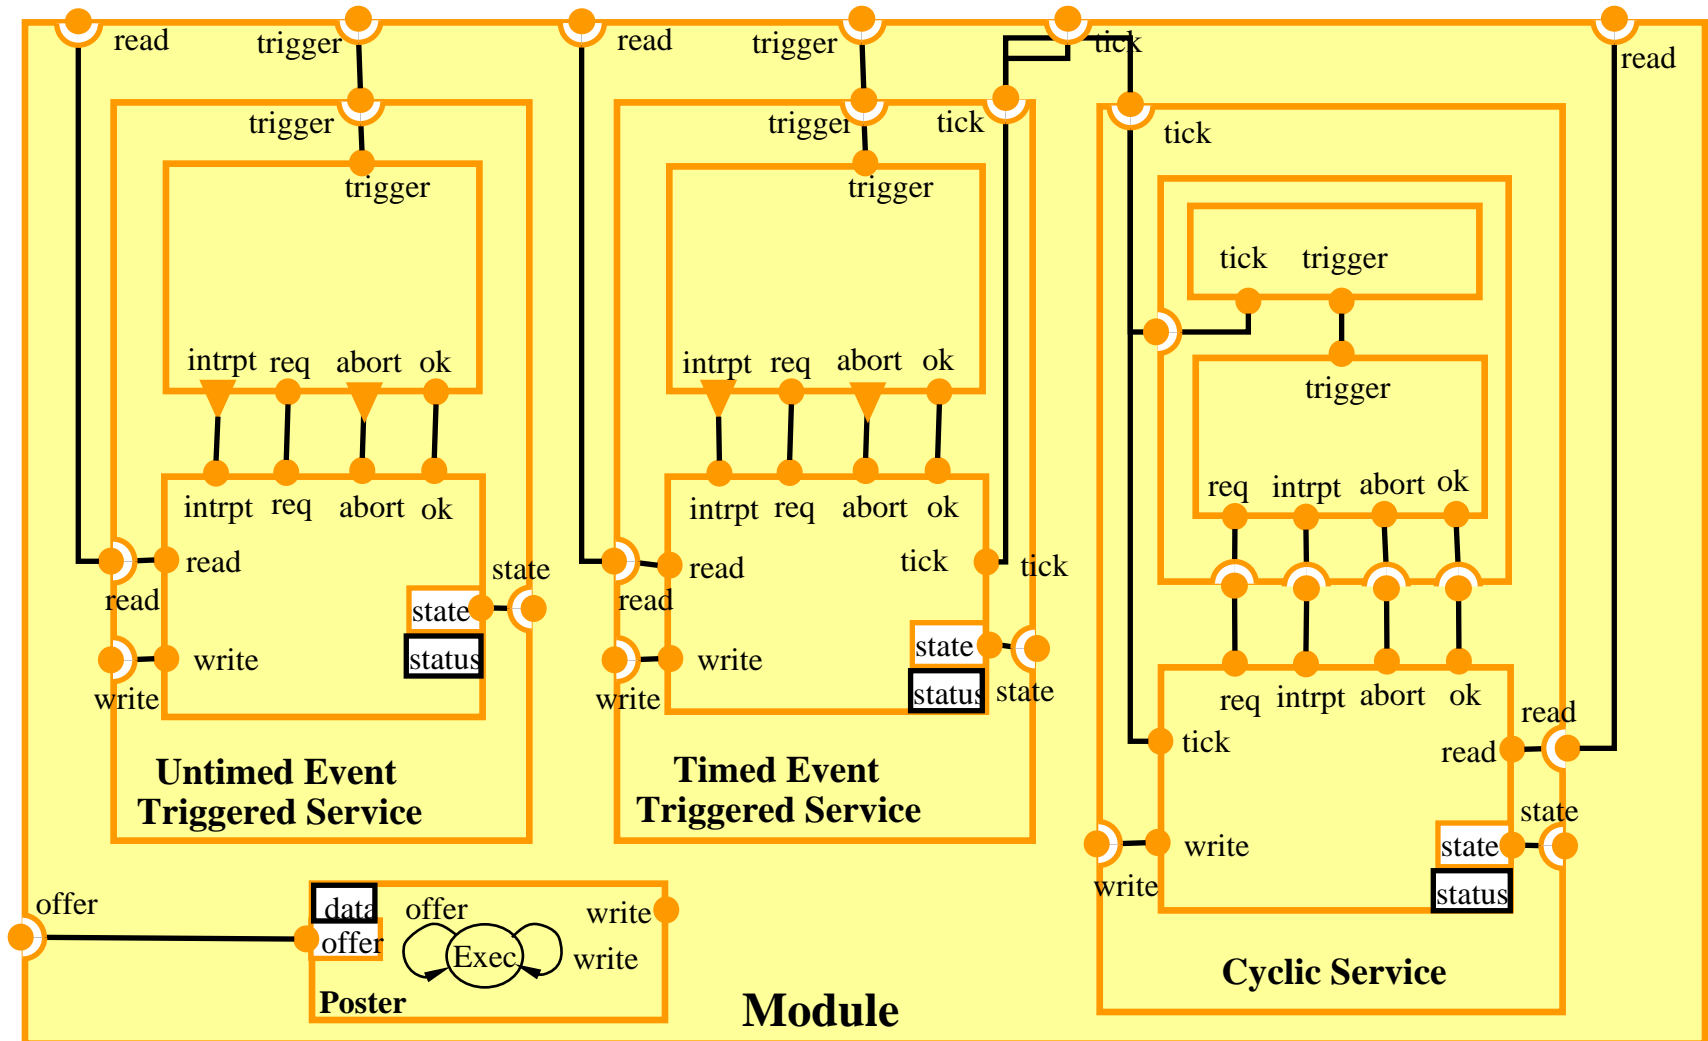 read
trigger
read
trigger
tick
read
trigger
trigger
tick
tick
trigger
trigger
tick trigger
trigger
intrpt req abort ok
intrpt req abort ok
req intrpt abort ok
intrpt req abort ok
intrpt req abort ok
read
read
state
read
read
tick
tick
state
status
write
write
state
status
write
write
state
req intrpt abort ok
tick
read
read
Untimed Event
Triggered Service
Timed Event
Triggered Service
write
write
state
state
status
Cyclic Service
offer
data
offer
offer
write
Exec
write
Poster
Module